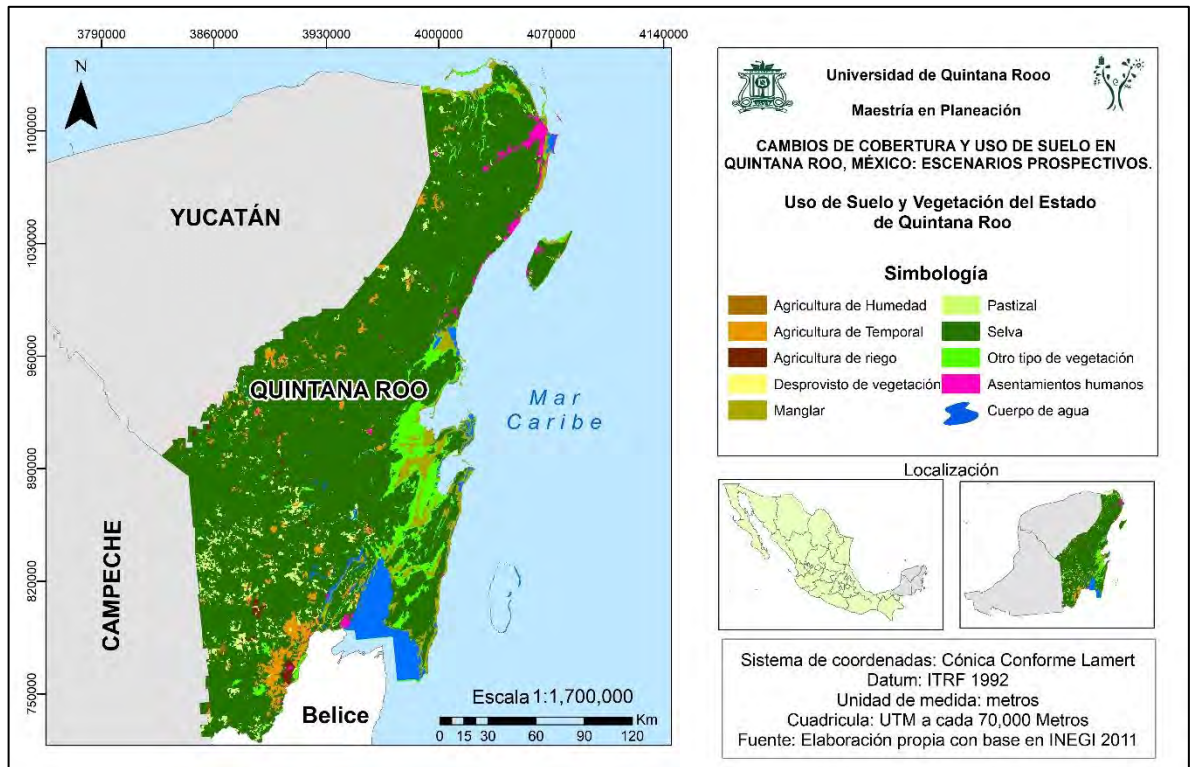 3790000 3860000 3930000 4000000 4070000 4140000
N
1100000
1030000
960000
890000
820000
750000
YUCATÁN
QUINTANA ROO
CAMPECHE
Mar
Caribe
Belice
Escala 1:1,700,000
Km
0 15 30 60 90 120
Universidad de Quintana Rooo
Maestría en Planeación
CAMBIOS DE COBERTURA Y USO DE SUELO EN
QUINTANA ROO, MÉXICO: ESCENARIOS PROSPECTIVOS.
Uso de Suelo y Vegetación del Estado
de Quintana Roo
Simbología
Agricultura de Humedad
Agricultura de Temporal
Agricultura de riego
Desprovisto de vegetación
Manglar
Pastizal
Selva
Otro tipo de vegetación
Asentamientos humanos
Cuerpo de agua
Localización
Sistema de coordenadas: Cónica Conforme Lamert
Datum: ITRF 1992
Unidad de medida: metros
Cuadricula: UTM a cada 70,000 Metros
Fuente: Elaboración propia con base en INEGI 2011